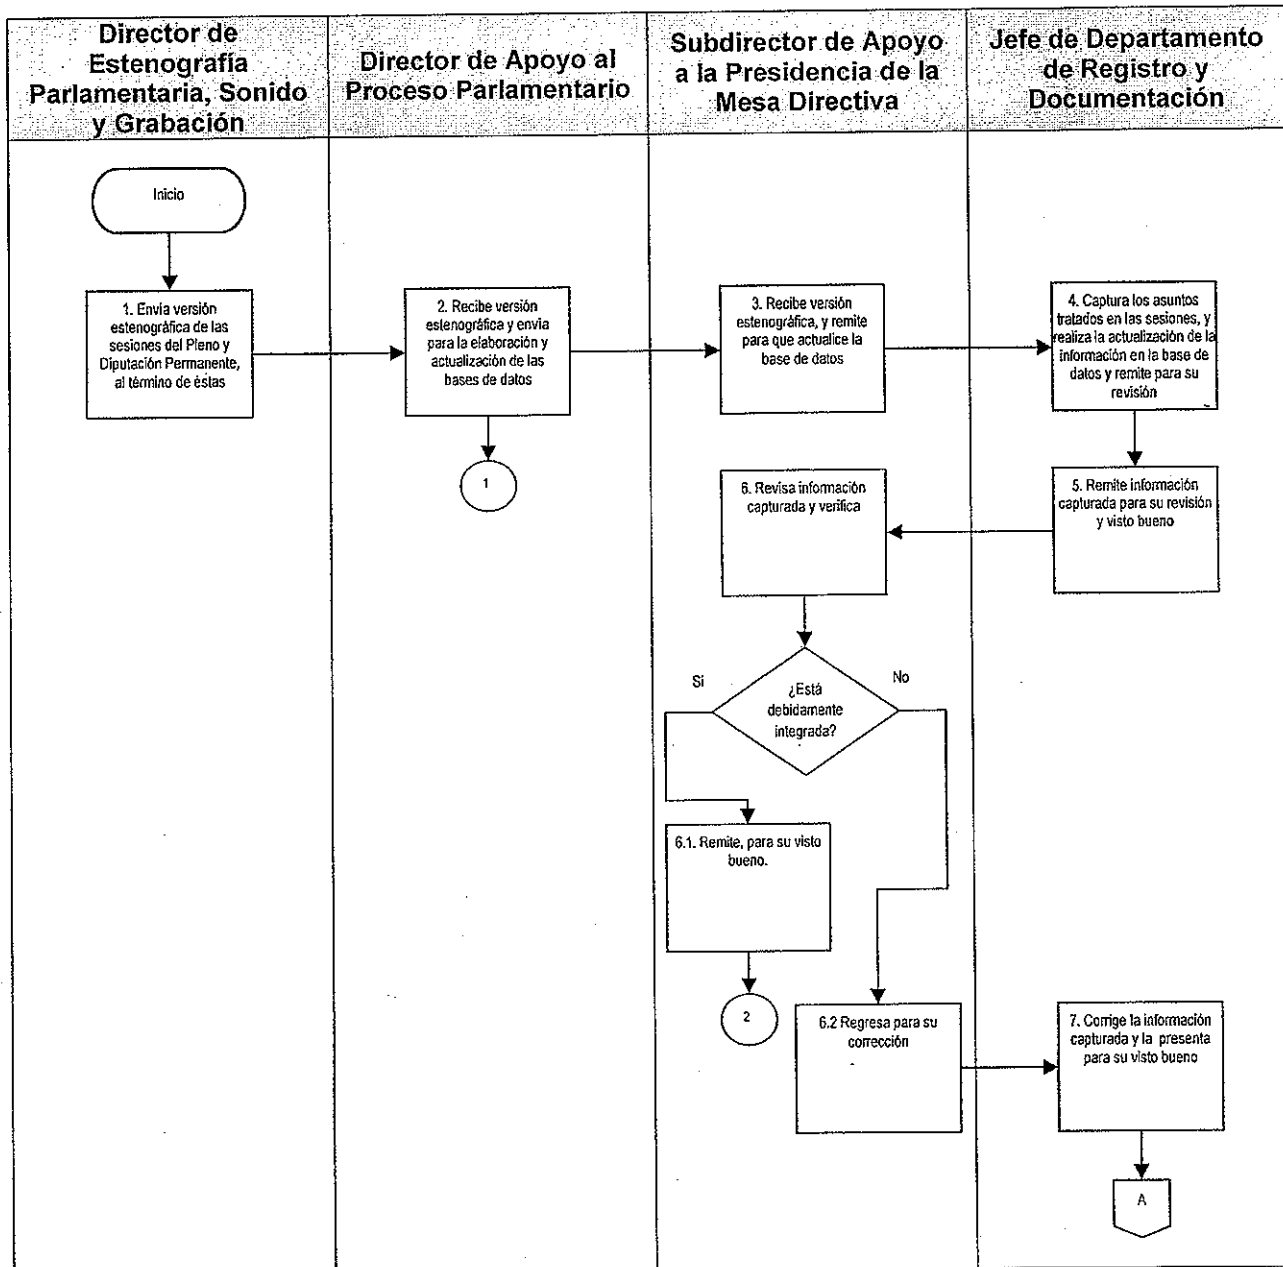 Director de
Estenografía
Parlamentaria, Sonido
y Grabación
Director de Apoyo al
Proceso Parlamentario
Subdirector de Apoyo
a la Presidencia de la
Mesa Directiva
Jefe de Departamento
de Registro y
Documentación
Inicio
1. Envía versión
estenográfica de las
sesiones del Pleno y
Diputación Permanente,
al término de éstas
2. Recibe versión
estenográfica y envia
para la elaboración y
actualización de las
bases de datos
3. Recibe versión
estenográfica, y remite
para que actualice la
base de datos
4. Captura los asuntos
tratados en las sesiones, y
realiza la actualización de la
información en la base de
datos y remite para su
revisión
1
6. Revisa información
capturada y verifica
5. Remite información
capturada para su revisión
y visto bueno
Si
No
¿Está
debidamente
integrada?
6.1. Remite, para su visto
bueno.
2
6.2 Regresa para su
corrección
7. Corrige la información
capturada y la presenta
para su visto bueno
A